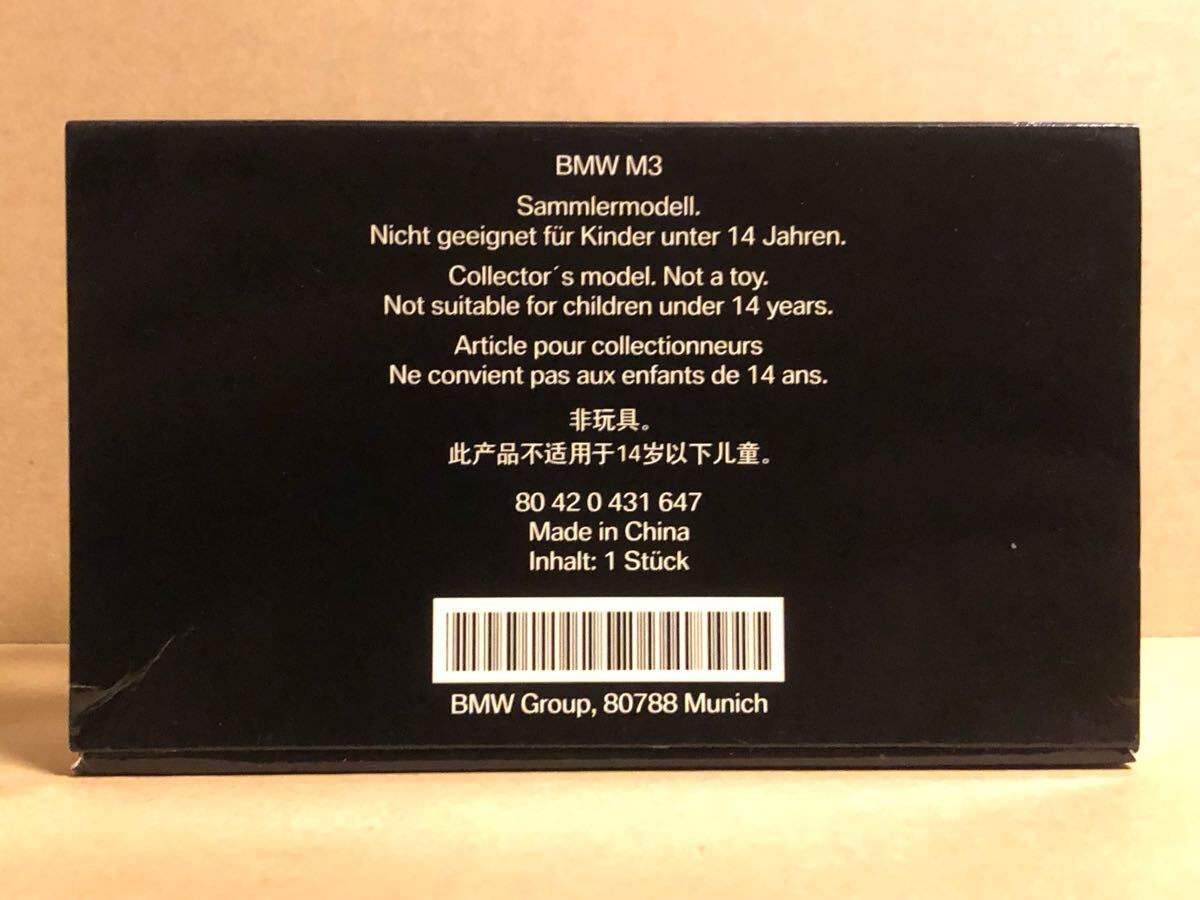 BMW M3
Sammlermodell.
Nicht geeignet für Kinder unter 14 Jahren.
Collector´s model. Not a toy.
Not suitable for children under 14 years.
Article pour collectionneurs
Ne convient pas aux enfants de 14 ans.
非玩具。
此产品不适用于14岁以下儿童。
80 42 0 431 647
Made in China
Inhalt: 1 Stück
BMW Group, 80788 Munich